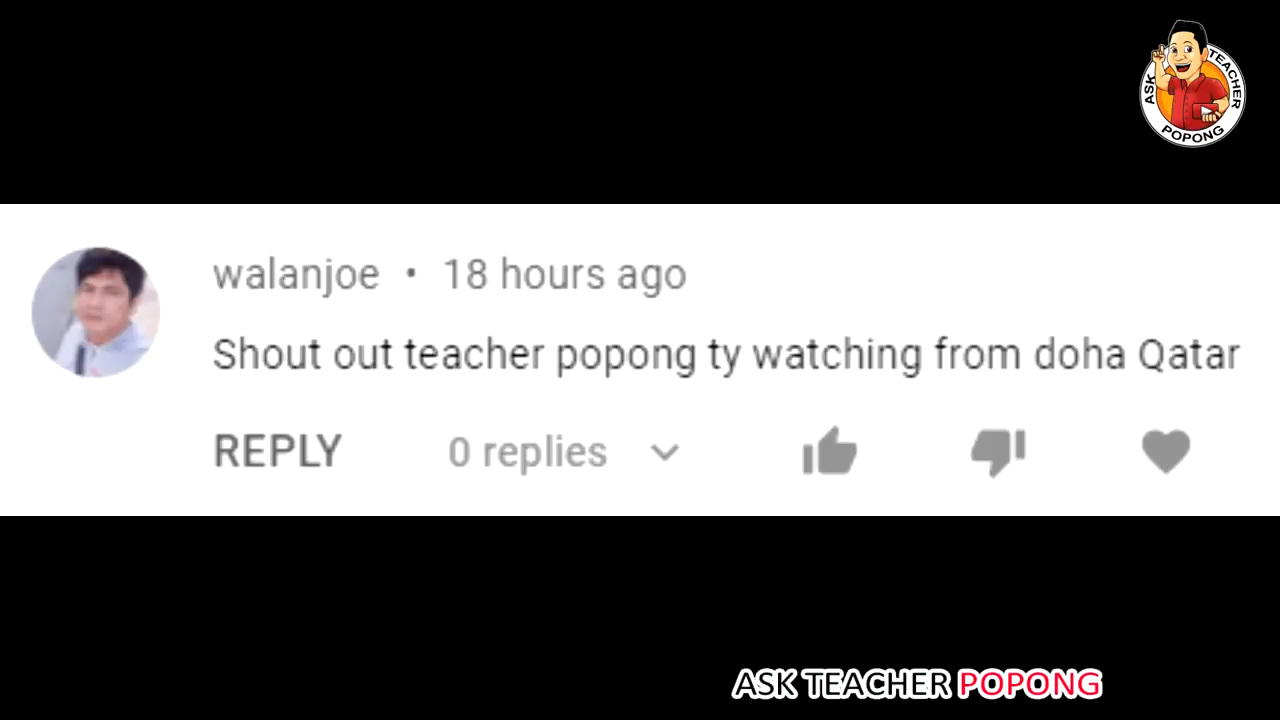 ASK TEACHER
POPONG
walanjoe • 18 hours ago
Shout out teacher popong ty watching from doha Qatar
REPLY 0 replies
ASK TEACHER POPONG